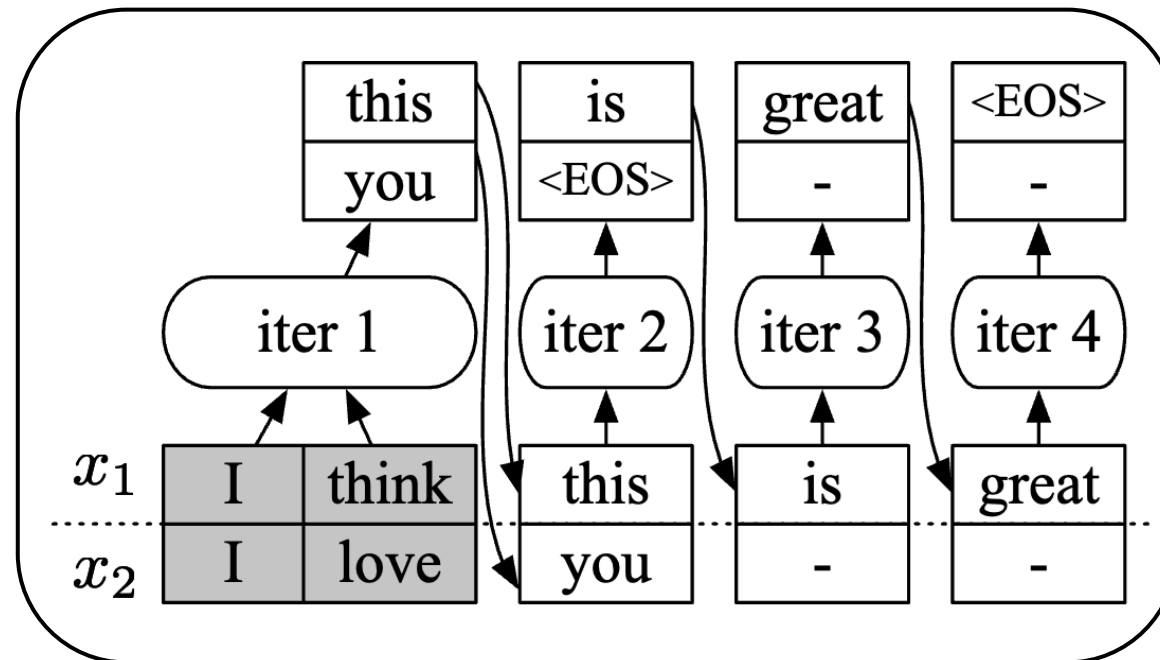 this is great <EOS>
you <EOS> - -
iter 1 iter 2 iter 3 iter 4
x₁ I think this is great
x₂ I love you - -